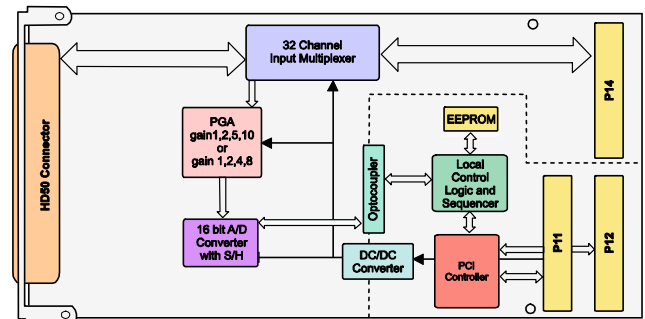 HD50 Connector
32 Channel
Input Multiplexer
P14
PGA
gain1,2,5,10
or
gain 1,2,4,8
EEPROM
Optocoupler
Local
Control
Logic and
Sequencer
16 bit A/D
Converter
with S/H
DC/DC
Converter
PCI
Controller
P11
P12